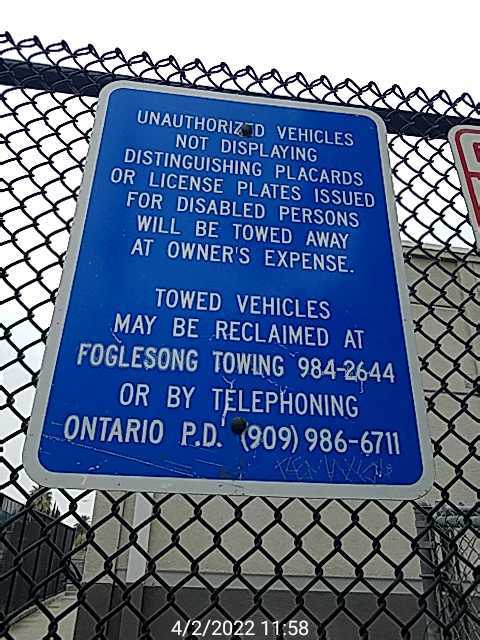 UNAUTHORIZED VEHICLES
NOT DISPLAYING
DISTINGUISHING PLACARDS
OR LICENSE PLATES ISSUED
FOR DISABLED PERSONS
WILL BE TOWED AWAY
AT OWNER'S EXPENSE.
TOWED VEHICLES
MAY BE RECLAIMED AT
FOGLESONG TOWING 984-2644
OR BY TELEPHONING
ONTARIO P.D. (909) 986-6711
4/2/2022 11:58